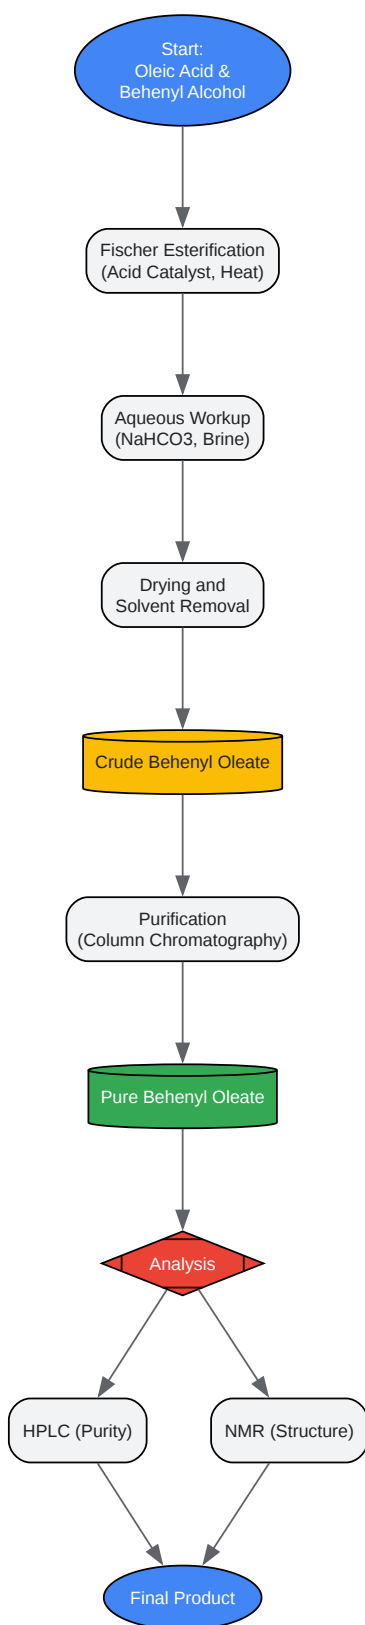 Start:
Oleic Acid &
Behenyl Alcohol
Fischer Esterification
(Acid Catalyst, Heat)
Aqueous Workup
(NaHCO3, Brine)
Drying and
Solvent Removal
Crude Behenyl Oleate
Purification
(Column Chromatography)
Pure Behenyl Oleate
Analysis
HPLC (Purity)
NMR (Structure)
Final Product